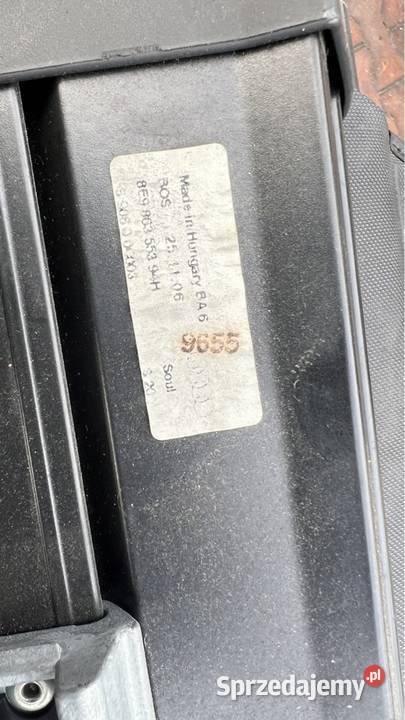 Made in Hungary BA 6
BOS 25.11.06
8E9 863 553 94H Soul
9655
Sprzedajemy.pl